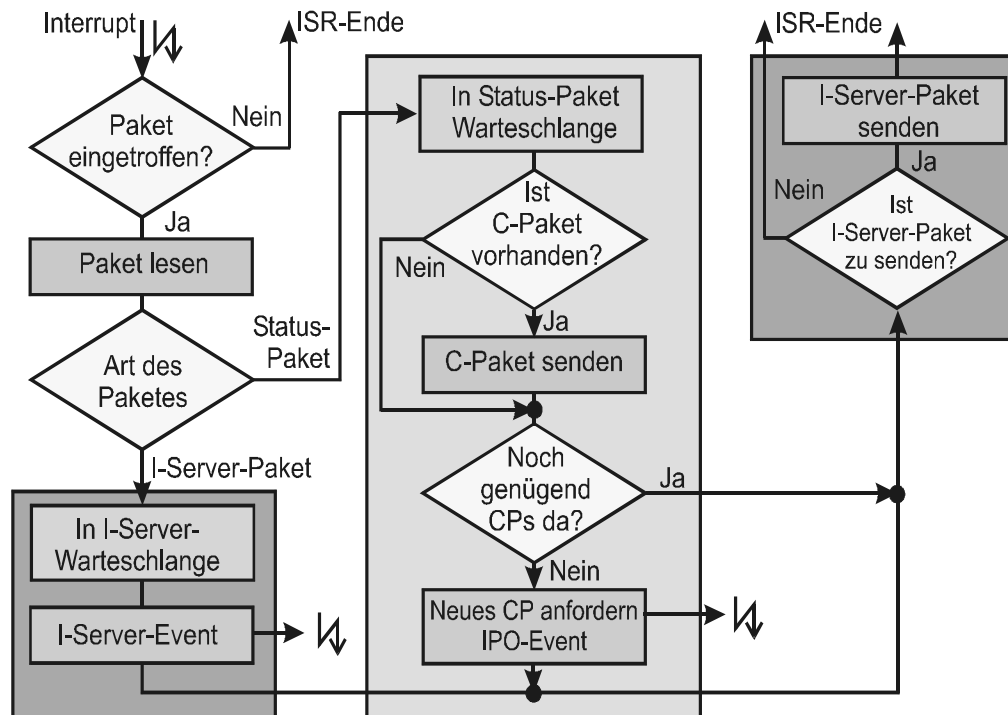 Interrupt
ISR-Ende
Paket
eingetroffen?
Nein
Ja
Paket lesen
Art des
Paketes
Status-
Paket
I-Server-Paket
In I-Server-
Warteschlange
I-Server-Event
In Status-Paket
Warteschlange
Ist
C-Paket
vorhanden?
Nein
Ja
C-Paket senden
Noch
genügend
CPs da?
Ja
Nein
Neues CP anfordern
IPO-Event
ISR-Ende
I-Server-Paket
senden
Ja
Nein
Ist
I-Server-Paket
zu senden?